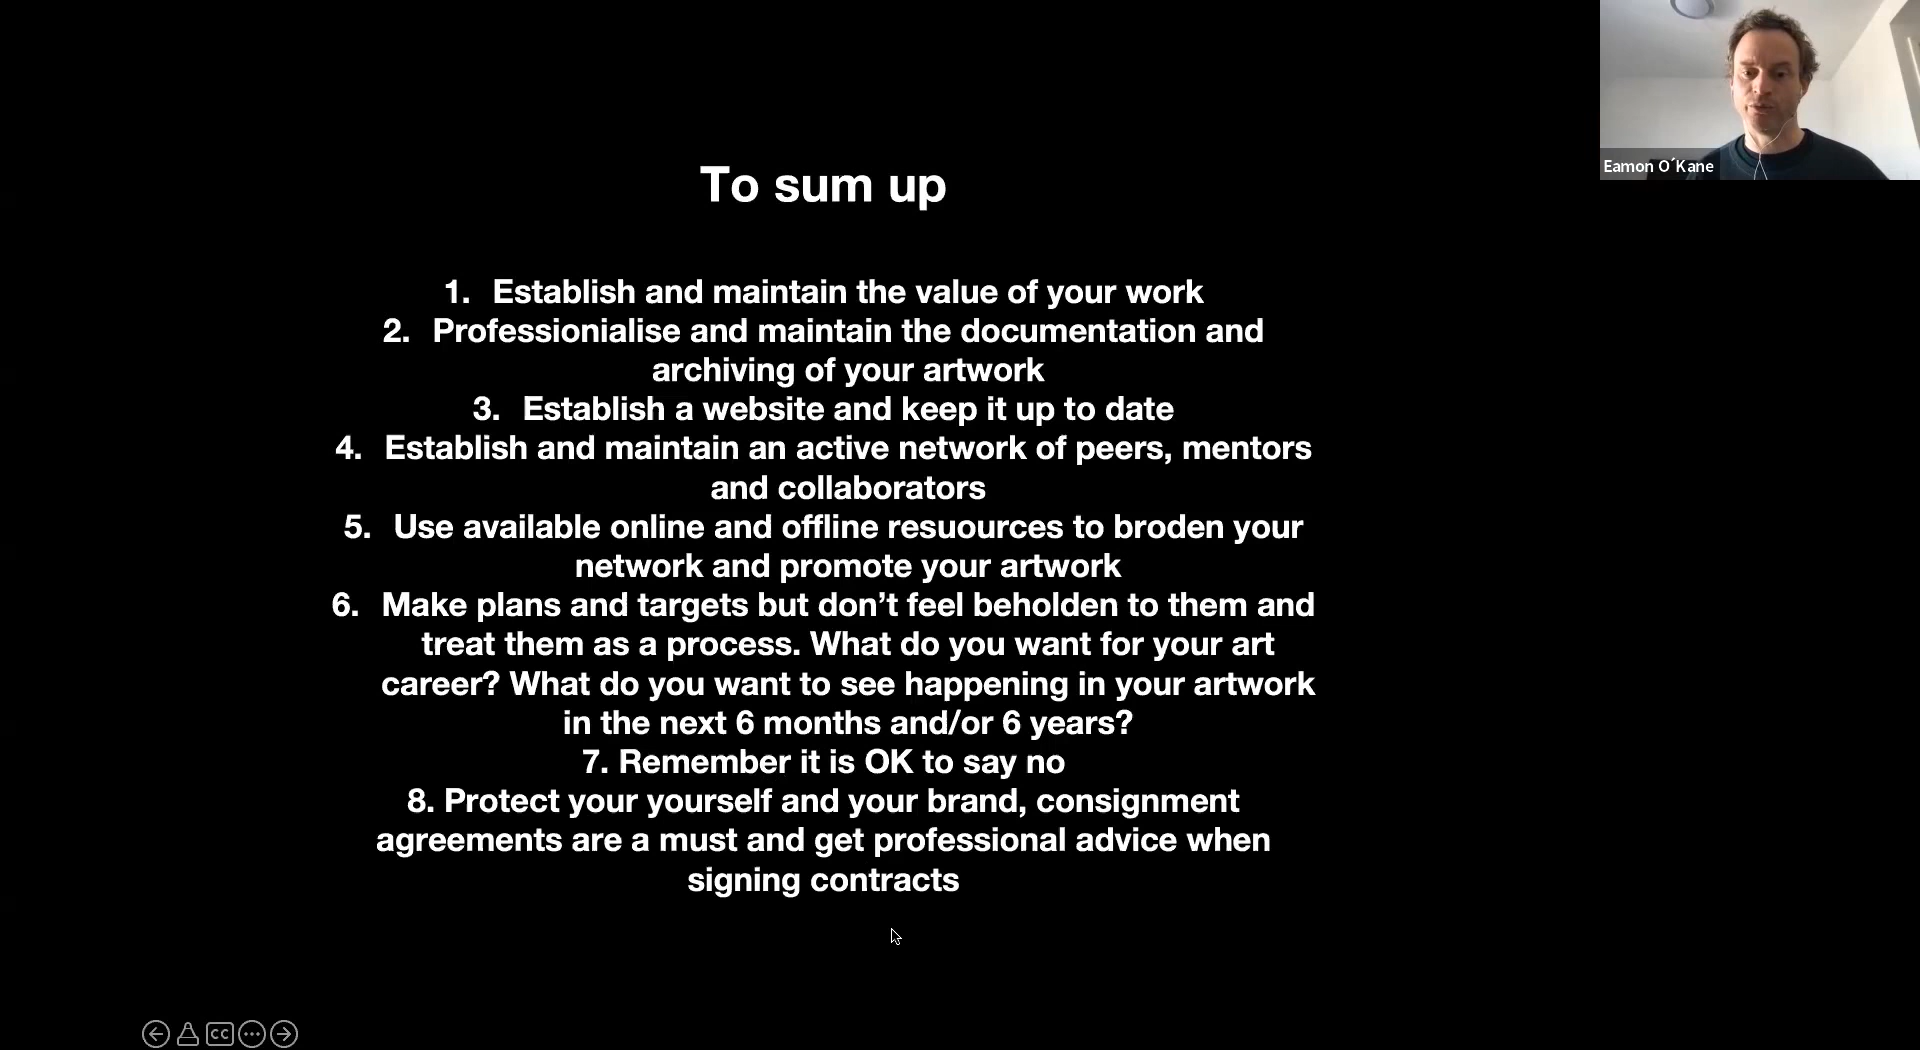 To sum up
1. Establish and maintain the value of your work
2. Professionialise and maintain the documentation and
archiving of your artwork
3. Establish a website and keep it up to date
4. Establish and maintain an active network of peers, mentors
and collaborators
5. Use available online and offline resuources to broden your
network and promote your artwork
6. Make plans and targets but don’t feel beholden to them and
treat them as a process. What do you want for your art
career? What do you want to see happening in your artwork
in the next 6 months and/or 6 years?
7. Remember it is OK to say no
8. Protect your yourself and your brand, consignment
agreements are a must and get professional advice when
signing contracts
Eamon O´Kane
CC